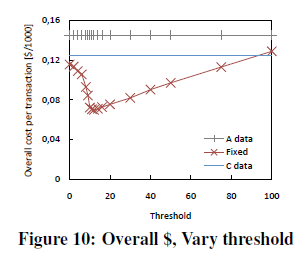 0,16
0,12
0,08
0,04
0
Overall cost per transaction [$/1000]
A data
Fixed
C data
0 20 40 60 80 100
Threshold
Figure 10: Overall $, Vary threshold